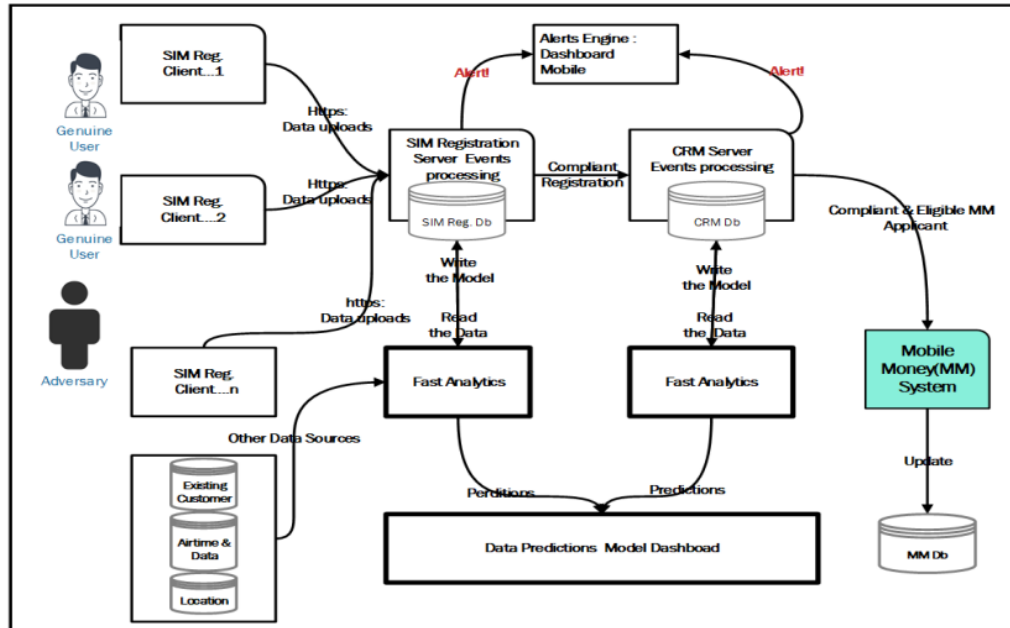 SIM Reg.
Client...1
Genuine
User
Https:
Data uploads
Alerts Engine :
Dashboard
Mobile
Alert!
Alert!
SIM Registration
Server Events
processing
SIM Reg. Db
Compliant
Registration
CRM Server
Events processing
CRM Db
SIM Reg.
Client....2
Genuine
User
Https:
Data uploads
Compliant & Eligible MM
Applicant
Write
the Model
Read
the Data
Write
the Model
Read
the Data
Adversary
https:
Data uploads
SIM Reg.
Client....n
Fast Analytics
Fast Analytics
Mobile
Money(MM)
System
Other Data Sources
Existing
Customer
Airtime &
Data
Location
Perditions
Predictions
Update
Data Predictions Model Dashboad
MM Db